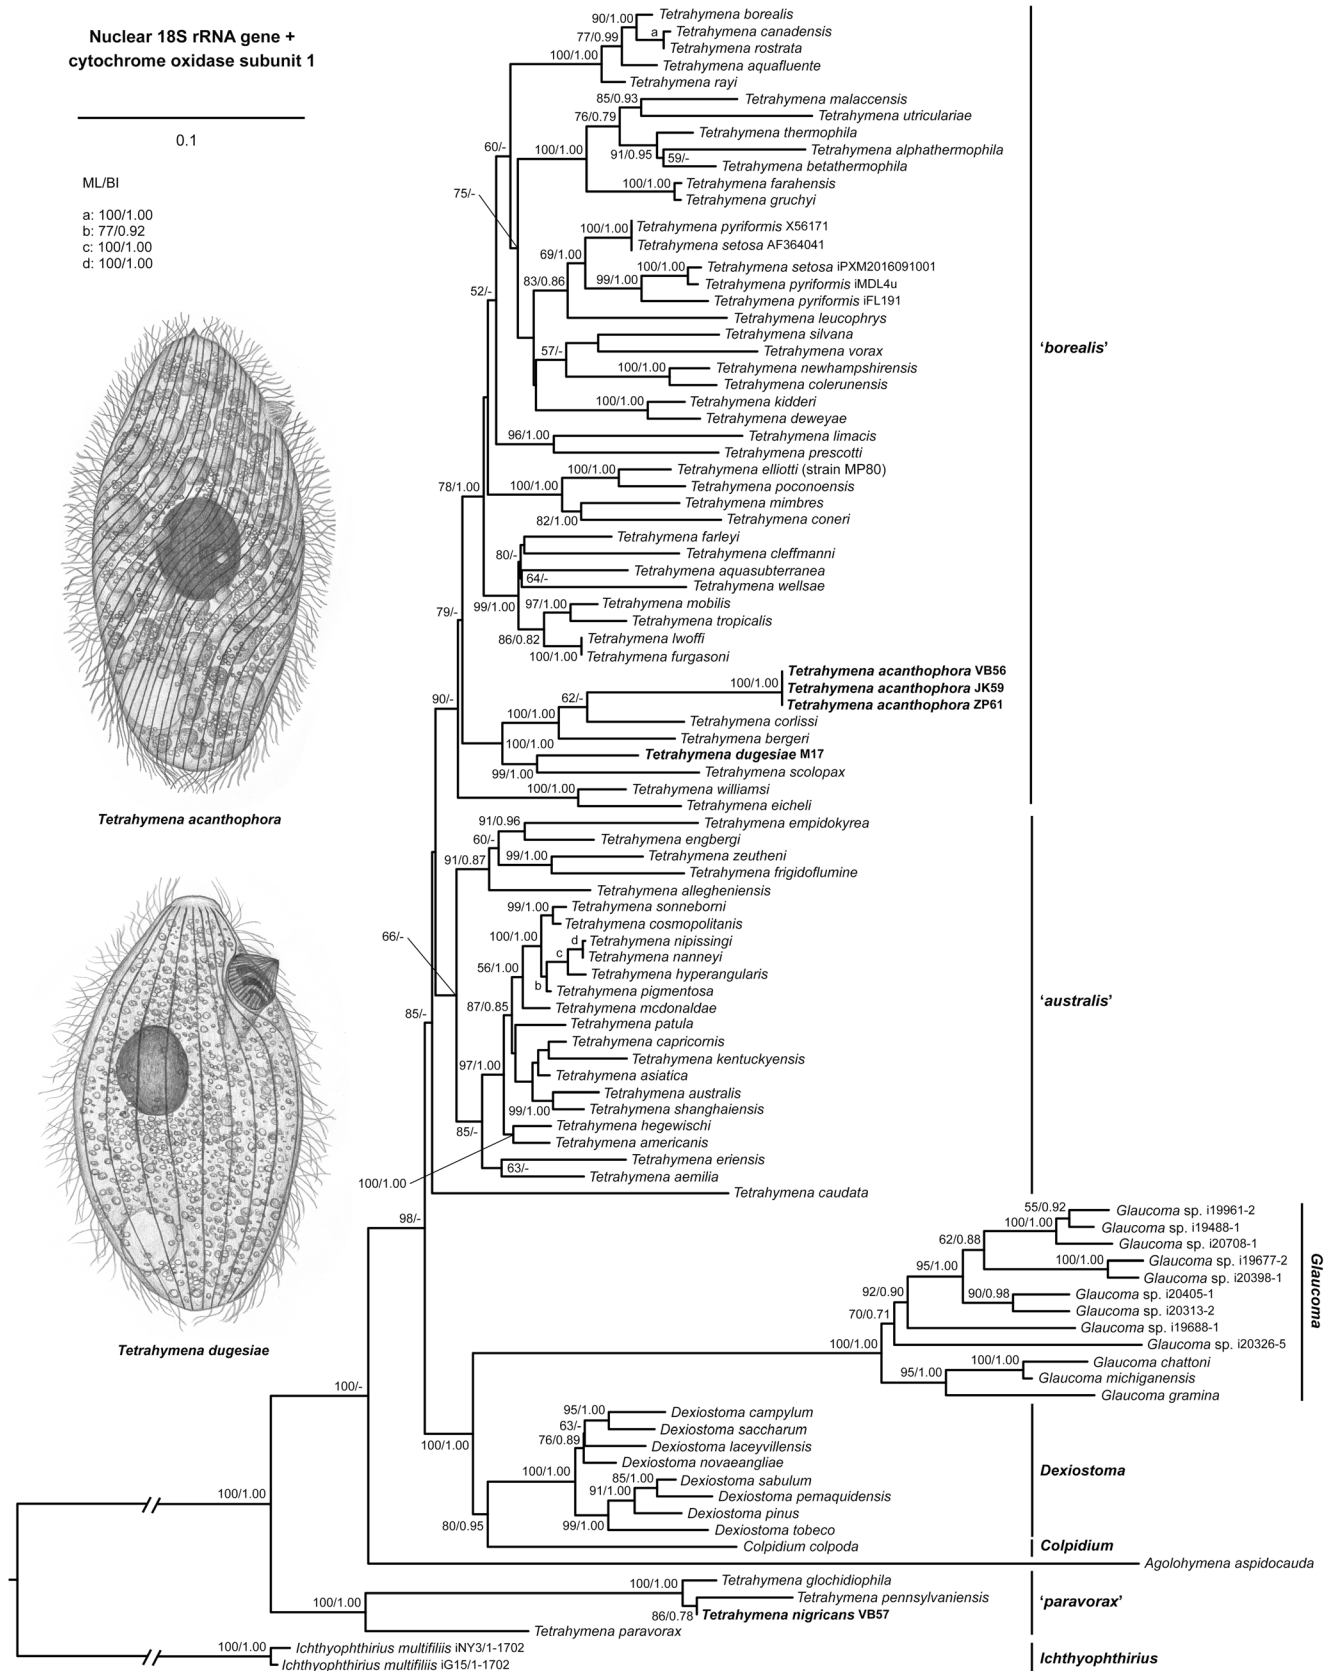 Nuclear 18S rRNA gene +
cytochrome oxidase subunit 1
0.1
ML/BI
a: 100/1.00
b: 77/0.92
c: 100/1.00
d: 100/1.00
Tetrahymena acanthophora
Tetrahymena dugesiae
90/1.00
Tetrahymena borealis
a
Tetrahymena canadensis
77/0.99
Tetrahymena rostrata
100/1.00
Tetrahymena aquafluente
Tetrahymena rayi
85/0.93
Tetrahymena malaccensis
76/0.79
Tetrahymena utriculariae
Tetrahymena thermophila
60/-
100/1.00
91/0.95
Tetrahymena alphathermophila
59/-
Tetrahymena betathermophila
100/1.00
Tetrahymena farahensis
75/-
Tetrahymena gruchyi
100/1.00
Tetrahymena pyriformis X56171
Tetrahymena setosa AF364041
69/1.00
100/1.00
Tetrahymena setosa iPXM2016091001
83/0.86
99/1.00
Tetrahymena pyriformis iMDL4u
52/-
Tetrahymena pyriformis iFL191
Tetrahymena leucophrys
Tetrahymena silvana
57/-
Tetrahymena vorax
100/1.00
Tetrahymena newhampshirensis
Tetrahymena colerunensis
100/1.00
Tetrahymena kidderi
Tetrahymena deweyae
96/1.00
Tetrahymena limacis
Tetrahymena prescotti
100/1.00
Tetrahymena elliotti (strain MP80)
78/1.00
100/1.00
Tetrahymena poconoensis
Tetrahymena mimbres
82/1.00
Tetrahymena coneri
Tetrahymena farleyi
80/-
Tetrahymena cleffmanni
Tetrahymena aquasubterranea
64/-
Tetrahymena wellsae
99/1.00
97/1.00
Tetrahymena mobilis
79/-
Tetrahymena tropicalis
86/0.82
Tetrahymena lwoffi
100/1.00
Tetrahymena furgasoni
Tetrahymena acanthophora VB56
100/1.00
Tetrahymena acanthophora JK59
90/-
62/-
Tetrahymena acanthophora ZP61
100/1.00
Tetrahymena corlissi
Tetrahymena bergeri
100/1.00
Tetrahymena dugesiae M17
99/1.00
Tetrahymena scolopax
100/1.00
Tetrahymena williamsi
Tetrahymena eicheli
‘borealis’
91/0.96
Tetrahymena empidokyrea
60/-
Tetrahymena engbergi
91/0.87
99/1.00
Tetrahymena zeutheni
Tetrahymena frigidoflumine
Tetrahymena allegheniensis
99/1.00
Tetrahymena sonneborni
Tetrahymena cosmopolitanis
66/-
100/1.00
d
Tetrahymena nipissingi
c
Tetrahymena nanneyi
56/1.00
Tetrahymena hyperangularis
b
Tetrahymena pigmentosa
87/0.85
Tetrahymena mcdonaldae
85/-
Tetrahymena patula
Tetrahymena capricornis
97/1.00
Tetrahymena kentuckyensis
Tetrahymena asiatica
Tetrahymena australis
99/1.00
Tetrahymena shanghaiensis
85/-
Tetrahymena hegewischi
Tetrahymena americanis
Tetrahymena eriensis
63/-
100/1.00
Tetrahymena aemilia
Tetrahymena caudata
‘australis’
98/-
55/0.92
Glaucoma sp. i19961-2
100/1.00
Glaucoma sp. i19488-1
62/0.88
Glaucoma sp. i20708-1
100/1.00
Glaucoma sp. i19677-2
95/1.00
Glaucoma sp. i20398-1
92/0.90
90/0.98
Glaucoma sp. i20405-1
70/0.71
Glaucoma sp. i20313-2
Glaucoma sp. i19688-1
100/1.00
Glaucoma sp. i20326-5
100/1.00
Glaucoma chattoni
95/1.00
Glaucoma michiganensis
Glaucoma gramina
Glaucoma
100/-
95/1.00
Dexiostoma campylum
63/-
Dexiostoma saccharum
76/0.89
100/1.00
Dexiostoma laceyvillensis
Dexiostoma novaeangliae
100/1.00
85/1.00
Dexiostoma sabulum
91/1.00
Dexiostoma pemaquidensis
Dexiostoma pinus
80/0.95
99/1.00
Dexiostoma tobeco
Dexiostoma
Colpidium colpoda
Colpidium
Agolohymena aspidocauda
100/1.00
100/1.00
Tetrahymena glochidiophila
100/1.00
Tetrahymena pennsylvaniensis
86/0.78
Tetrahymena nigricans VB57
Tetrahymena paravorax
‘paravorax’
100/1.00
Ichthyophthirius multifiliis iNY3/1-1702
Ichthyophthirius multifiliis iG15/1-1702
Ichthyophthirius